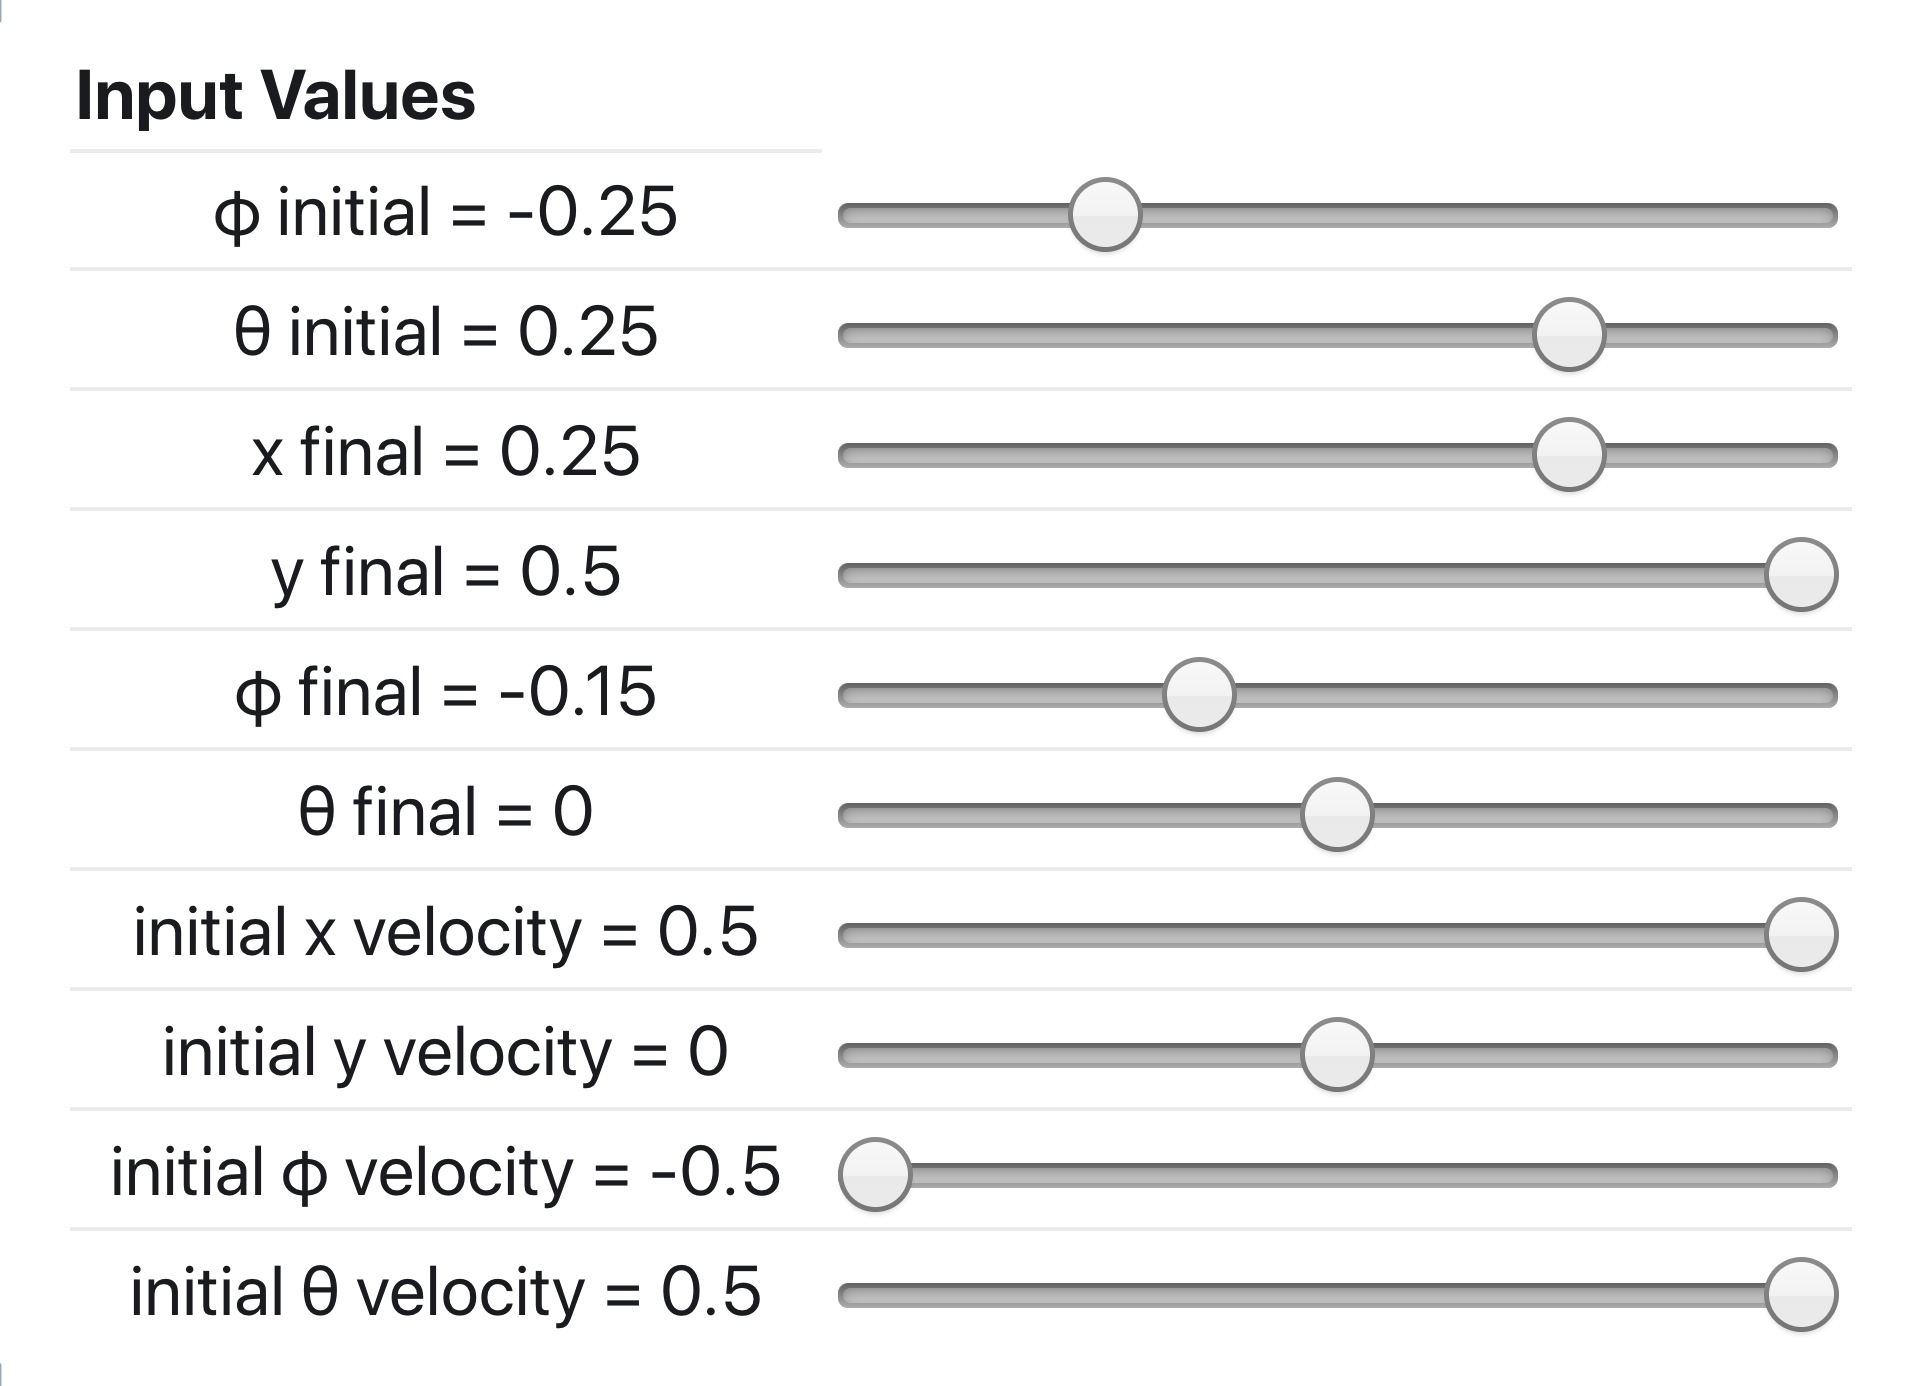 Input Values
ϕ initial = -0.25
θ initial = 0.25
x final = 0.25
y final = 0.5
ϕ final = -0.15
θ final = 0
initial x velocity = 0.5
initial y velocity = 0
initial ϕ velocity = -0.5
initial θ velocity = 0.5